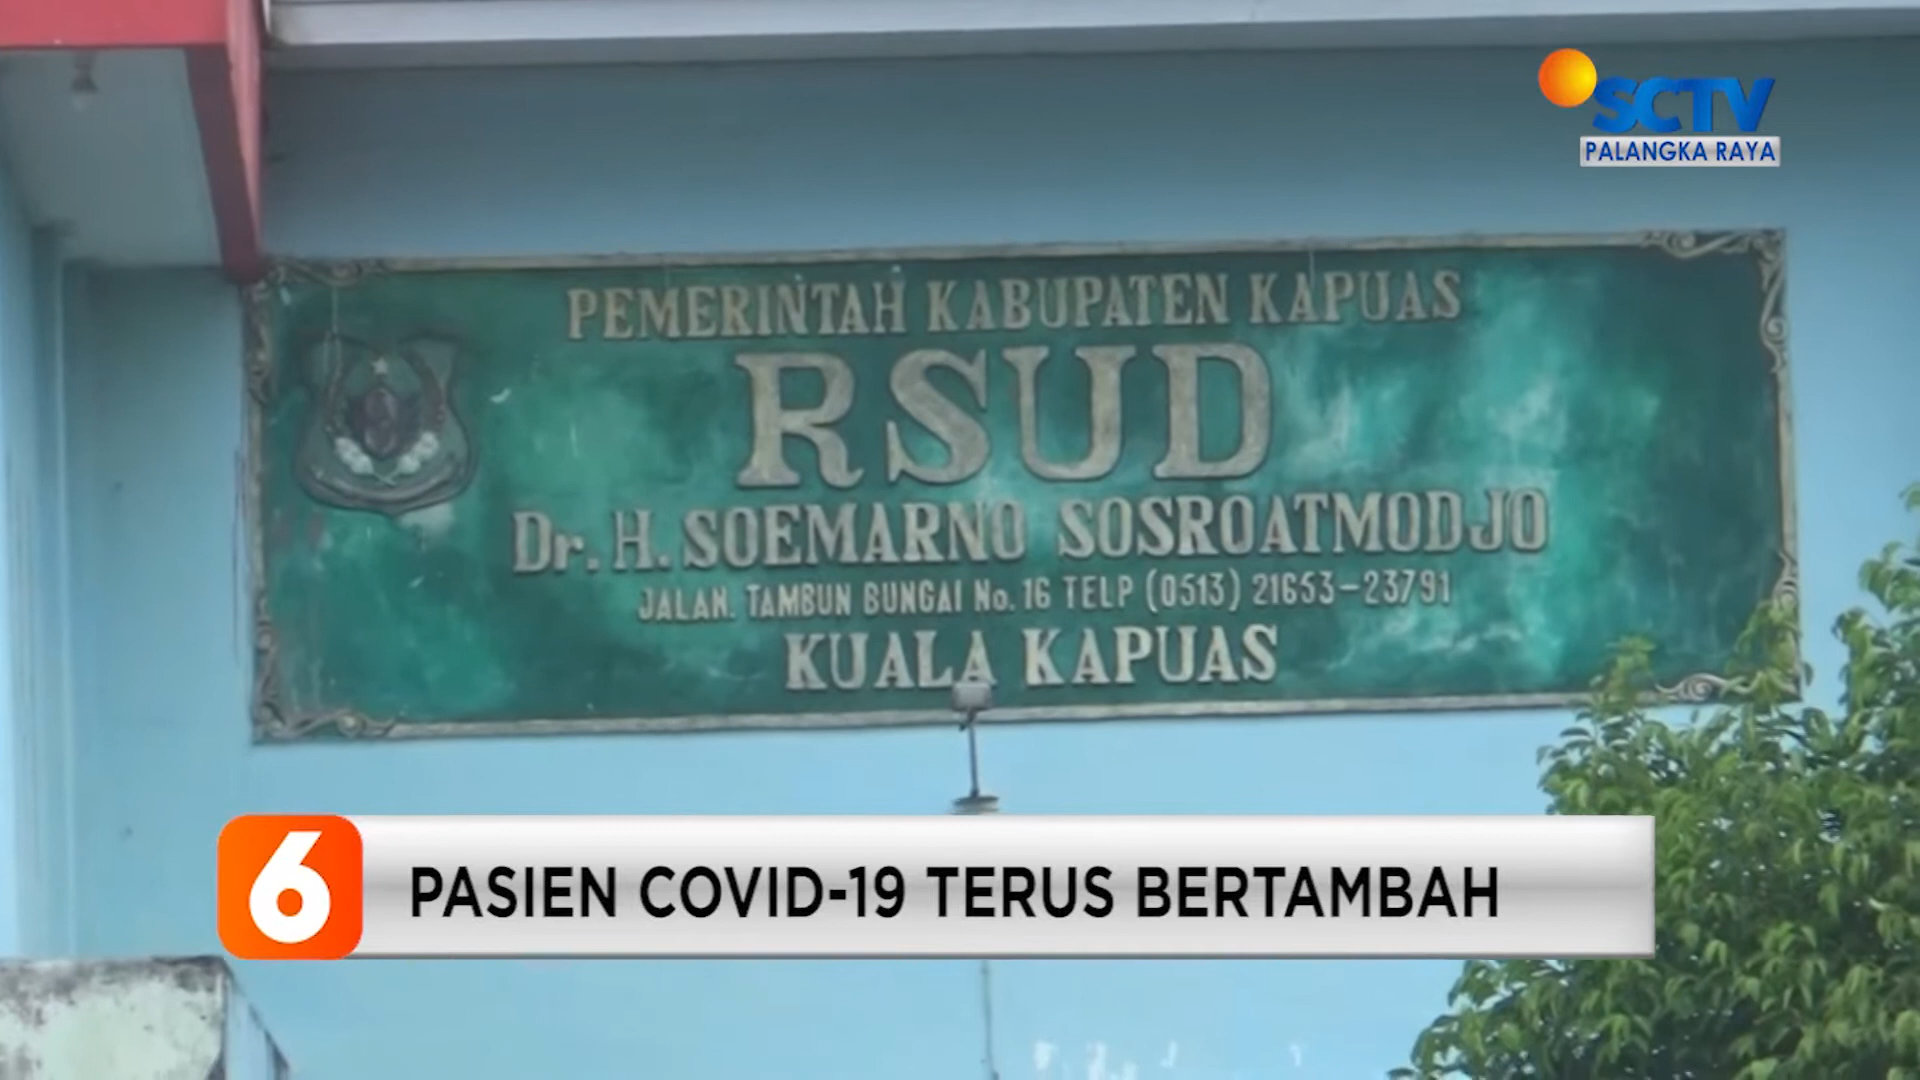 SCTV
PALANGKA RAYA
PEMERINTAH KABUPATEN KAPUAS
RSUD
Dr. H. SOEMARNO SOSROATMODJO
JALAN. TAMBUN BUNGAI No. 16 TELP (0513) 21653-23791
KUALA KAPUAS
6 PASIEN COVID-19 TERUS BERTAMBAH